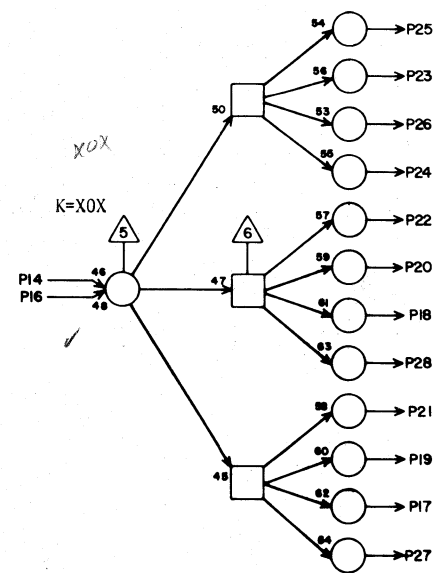 54 P25
56 P23
50 53 P26
55 P24
XOX
K=XOX
57 P22
5 6
59 P20
P14 46 47 61 P18
P16 48
63 P28
58 P21
60 P19
45 62 P17
64 P27